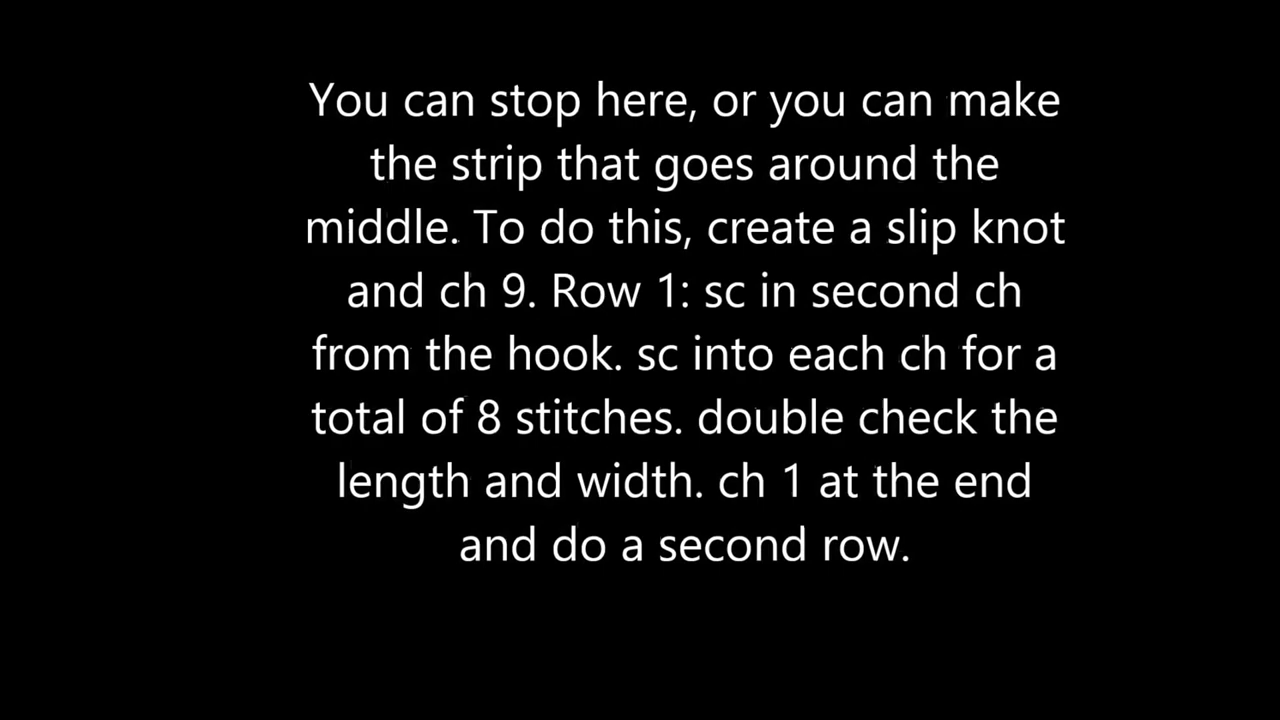 You can stop here, or you can make
the strip that goes around the
middle. To do this, create a slip knot
and ch 9. Row 1: sc in second ch
from the hook. sc into each ch for a
total of 8 stitches. double check the
length and width. ch 1 at the end
and do a second row.